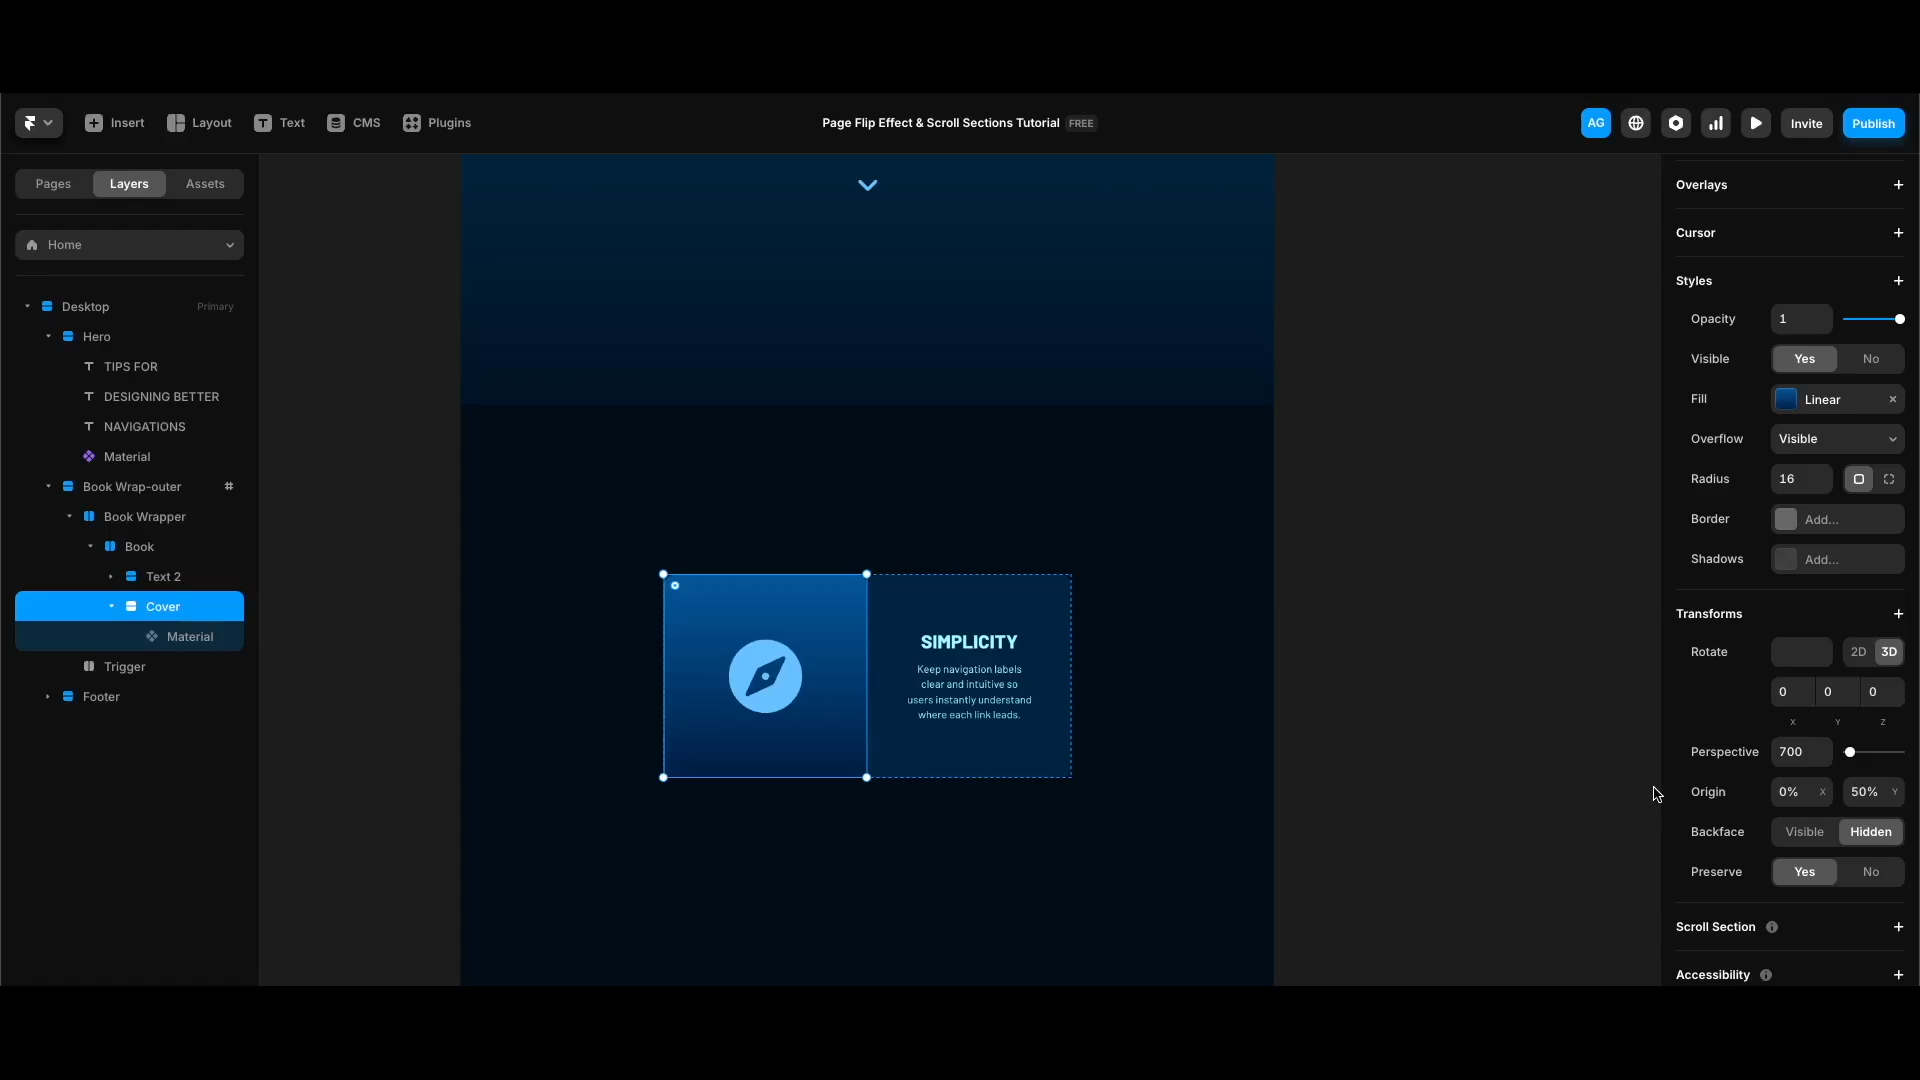 Insert
Layout
Text
CMS
Plugins
Page Flip Effect & Scroll Sections Tutorial FREE
AG
Invite
Publish
Pages
Layers
Assets
Home
Desktop Primary
Hero
TIPS FOR
DESIGNING BETTER
NAVIGATIONS
Material
Book Wrap-outer
Book Wrapper
Book
Text 2
Cover
Material
Trigger
Footer
SIMPLICITY
Keep navigation labels
clear and intuitive so
users instantly understand
where each link leads.
Overlays
Cursor
Styles
Opacity 1
Visible Yes No
Fill Linear
Overflow Visible
Radius 16
Border Add...
Shadows Add...
Transforms
Rotate 2D 3D
0 0 0
X Y Z
Perspective 700
Origin 0% X 50% Y
Backface Visible Hidden
Preserve Yes No
Scroll Section
Accessibility